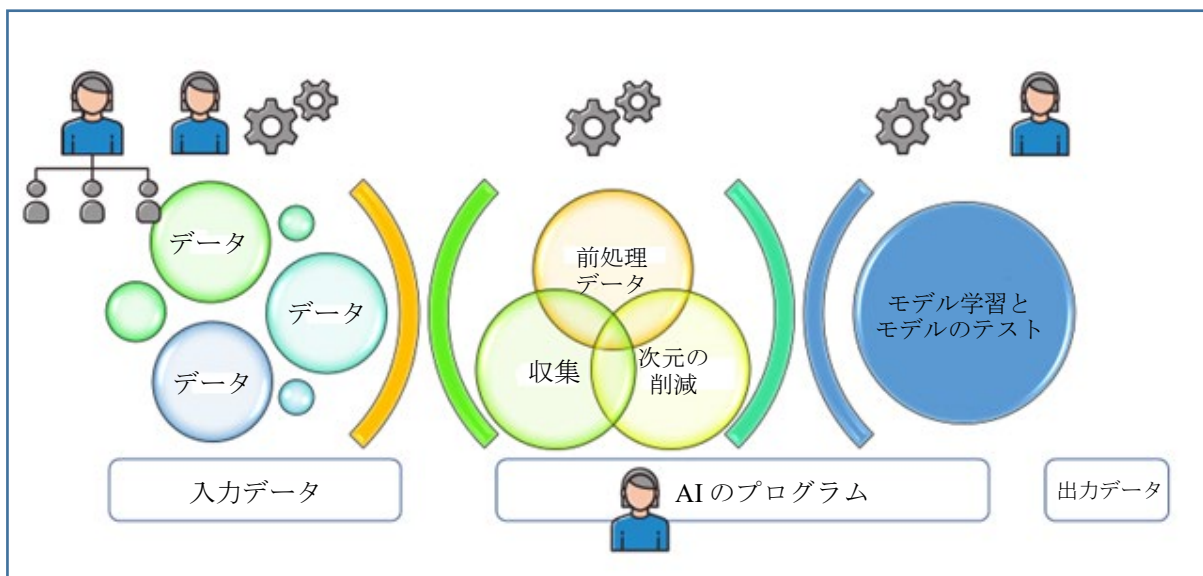 データ
データ
データ
前処理
データ
収集
次元の
削減
モデル学習と
モデルのテスト
入力データ
AIのプログラム
出力データ